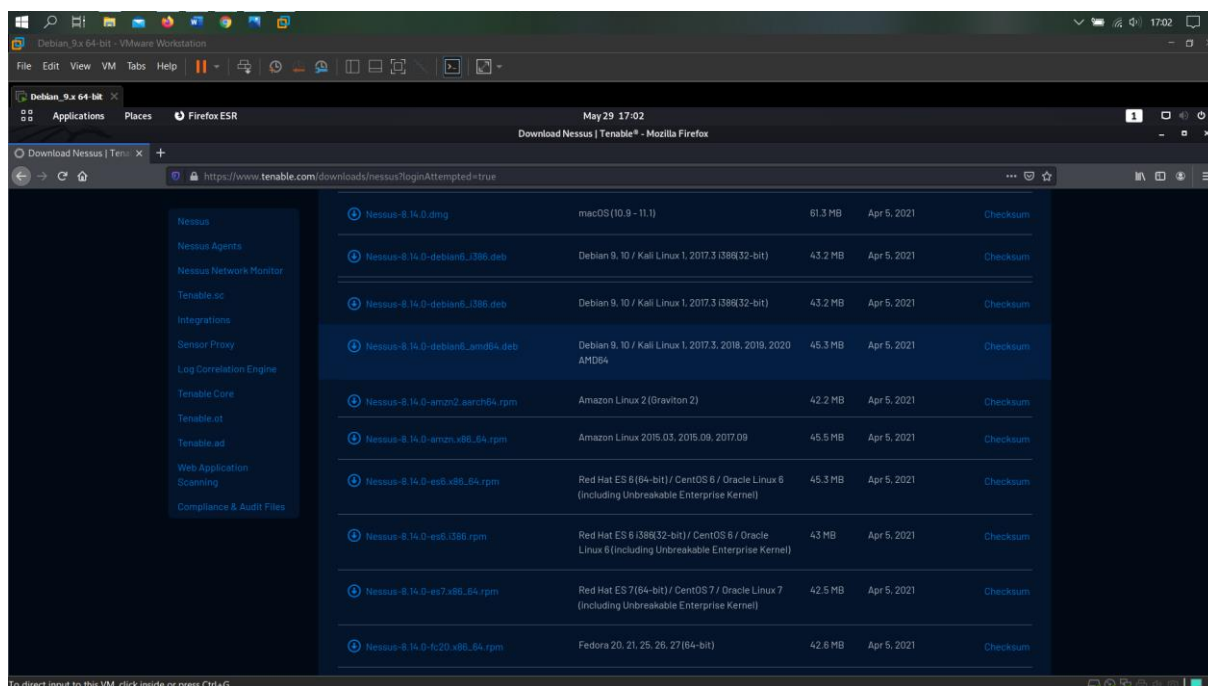 17:02
Debian_9.x 64-bit - VMware Workstation
File Edit View VM Tabs Help
Debian_9.x 64-bit
Applications Places Firefox ESR May 29 17:02 1
Download Nessus | Tenable® - Mozilla Firefox
Download Nessus | Tena
https://www.tenable.com/downloads/nessus?loginAttempted=true
Nessus
Nessus Agents
Nessus Network Monitor
Tenable.sc
Integrations
Sensor Proxy
Log Correlation Engine
Tenable Core
Tenable.ot
Tenable.ad
Web Application
Scanning
Compliance & Audit Files
Nessus-8.14.0.dmg macOS (10.9 - 11.1) 61.3 MB Apr 5, 2021 Checksum
Nessus-8.14.0-debian6_i386.deb Debian 9, 10 / Kali Linux 1, 2017.3 i386(32-bit) 43.2 MB Apr 5, 2021 Checksum
Nessus-8.14.0-debian6_i386.deb Debian 9, 10 / Kali Linux 1, 2017.3 i386(32-bit) 43.2 MB Apr 5, 2021 Checksum
Nessus-8.14.0-debian6_amd64.deb Debian 9, 10 / Kali Linux 1, 2017.3, 2018, 2019, 2020 45.3 MB Apr 5, 2021 Checksum
AMD64
Nessus-8.14.0-amzn2.aarch64.rpm Amazon Linux 2 (Graviton 2) 42.2 MB Apr 5, 2021 Checksum
Nessus-8.14.0-amzn.x86_64.rpm Amazon Linux 2015.03, 2015.09, 2017.09 45.5 MB Apr 5, 2021 Checksum
Nessus-8.14.0-es6.x86_64.rpm Red Hat ES 6 (64-bit) / CentOS 6 / Oracle Linux 6 45.3 MB Apr 5, 2021 Checksum
(including Unbreakable Enterprise Kernel)
Nessus-8.14.0-es6.i386.rpm Red Hat ES 6 i386(32-bit) / CentOS 6 / Oracle 43 MB Apr 5, 2021 Checksum
Linux 6 (including Unbreakable Enterprise Kernel)
Nessus-8.14.0-es7.x86_64.rpm Red Hat ES 7 (64-bit) / CentOS 7 / Oracle Linux 7 42.5 MB Apr 5, 2021 Checksum
(including Unbreakable Enterprise Kernel)
Nessus-8.14.0-fc20.x86_64.rpm Fedora 20, 21, 25, 26, 27 (64-bit) 42.6 MB Apr 5, 2021 Checksum
To direct input to this VM, click inside or press Ctrl+G.